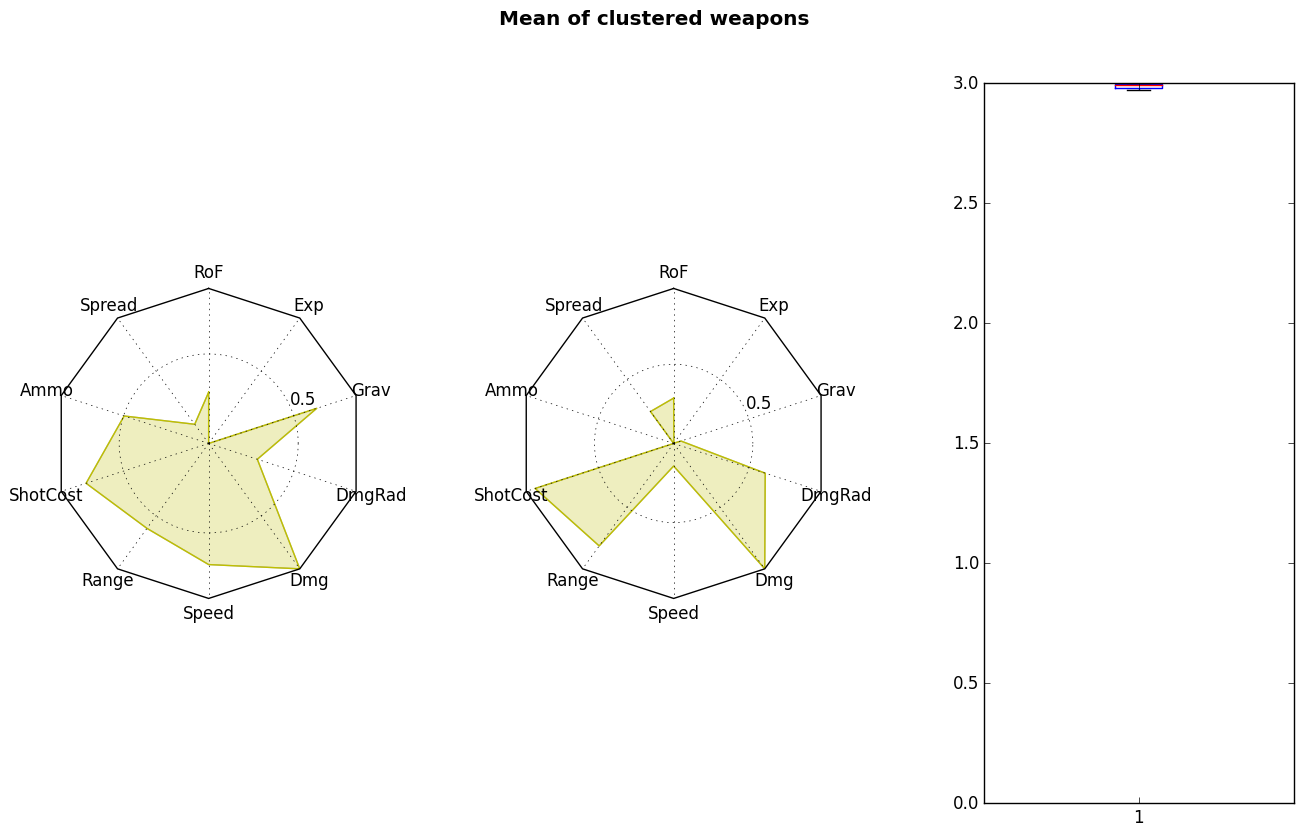 Mean of clustered weapons
RoF
Exp
Spread
Grav
Ammo
0.5
ShotCost
DmgRad
Range
Dmg
Speed
RoF
Exp
Spread
Grav
Ammo
0.5
ShotCost
DmgRad
Range
Dmg
Speed
3.0
2.5
2.0
1.5
1.0
0.5
0.0
1